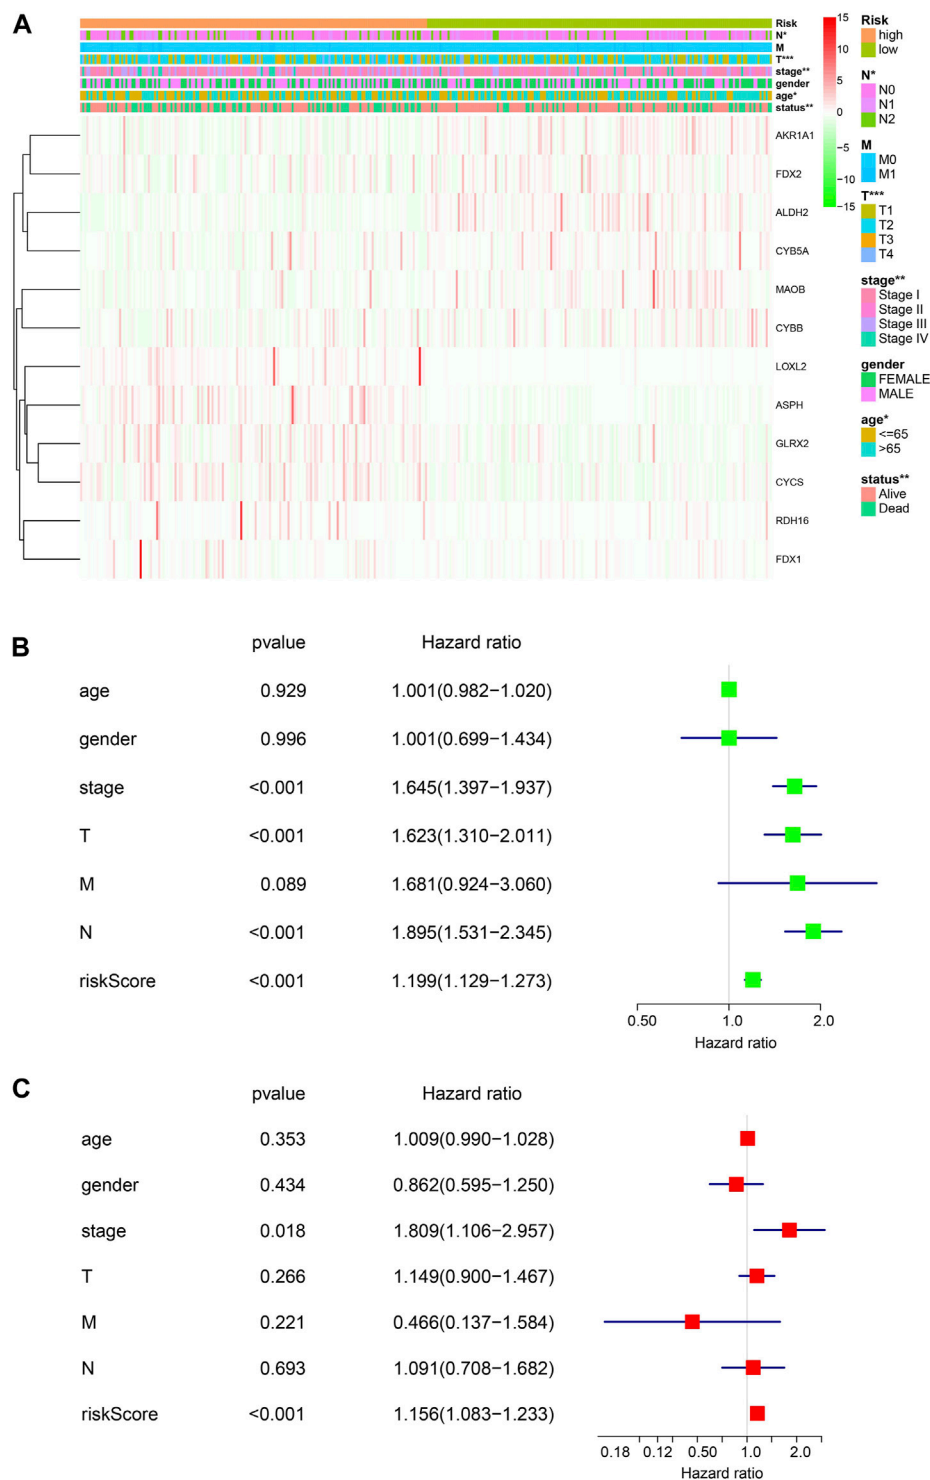 A
Risk
N*
M
T***
stage**
gender
age*
status**
AKR1A1
FDX2
ALDH2
CYB5A
MAOB
CYBB
LOXL2
ASPH
GLRX2
CYCS
RDH16
FDX1
15
10
5
0
−5
−10
−15
Risk
high
low
N*
N0
N1
N2
M
M0
M1
T***
T1
T2
T3
T4
stage**
Stage I
Stage II
Stage III
Stage IV
gender
FEMALE
MALE
age*
<=65
>65
status**
Alive
Dead
B
pvalue Hazard ratio
age 0.929 1.001(0.982−1.020)
gender 0.996 1.001(0.699−1.434)
stage <0.001 1.645(1.397−1.937)
T <0.001 1.623(1.310−2.011)
M 0.089 1.681(0.924−3.060)
N <0.001 1.895(1.531−2.345)
riskScore <0.001 1.199(1.129−1.273)
0.50 1.0 2.0
Hazard ratio
C
pvalue Hazard ratio
age 0.353 1.009(0.990−1.028)
gender 0.434 0.862(0.595−1.250)
stage 0.018 1.809(1.106−2.957)
T 0.266 1.149(0.900−1.467)
M 0.221 0.466(0.137−1.584)
N 0.693 1.091(0.708−1.682)
riskScore <0.001 1.156(1.083−1.233)
0.18 0.12 0.50 1.0 2.0
Hazard ratio